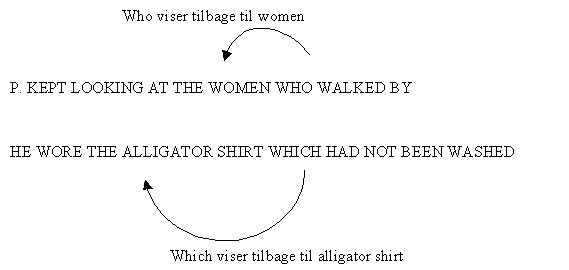 Who viser tilbage til women
P. KEPT LOOKING AT THE WOMEN WHO WALKED BY
HE WORE THE ALLIGATOR SHIRT WHICH HAD NOT BEEN WASHED
Which viser tilbage til alligator shirt